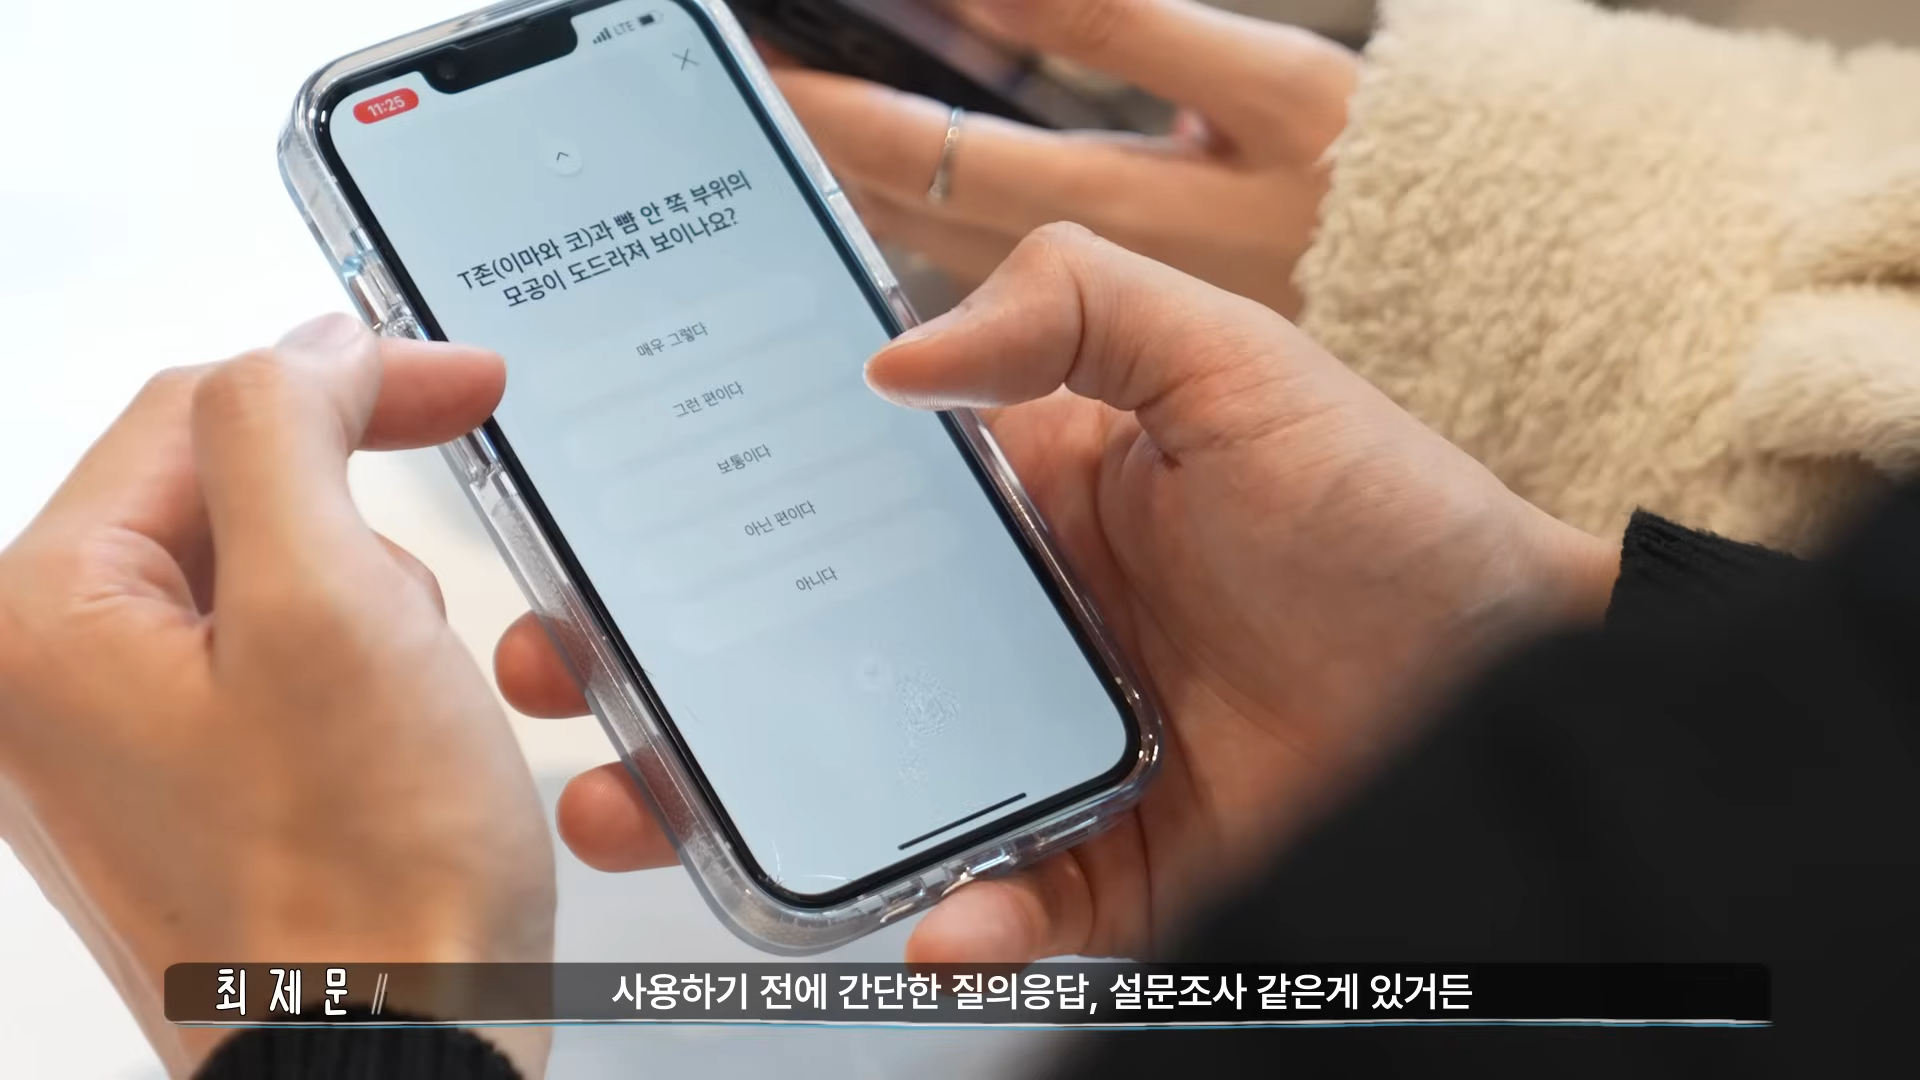 LTE
11:25
T존(이마와 코)과 뺨 안 쪽 부위의
모공이 도드라져 보이나요?
매우 그렇다
그런 편이다
보통이다
아닌 편이다
아니다
최제문 사용하기 전에 간단한 질의응답, 설문조사 같은게 있거든